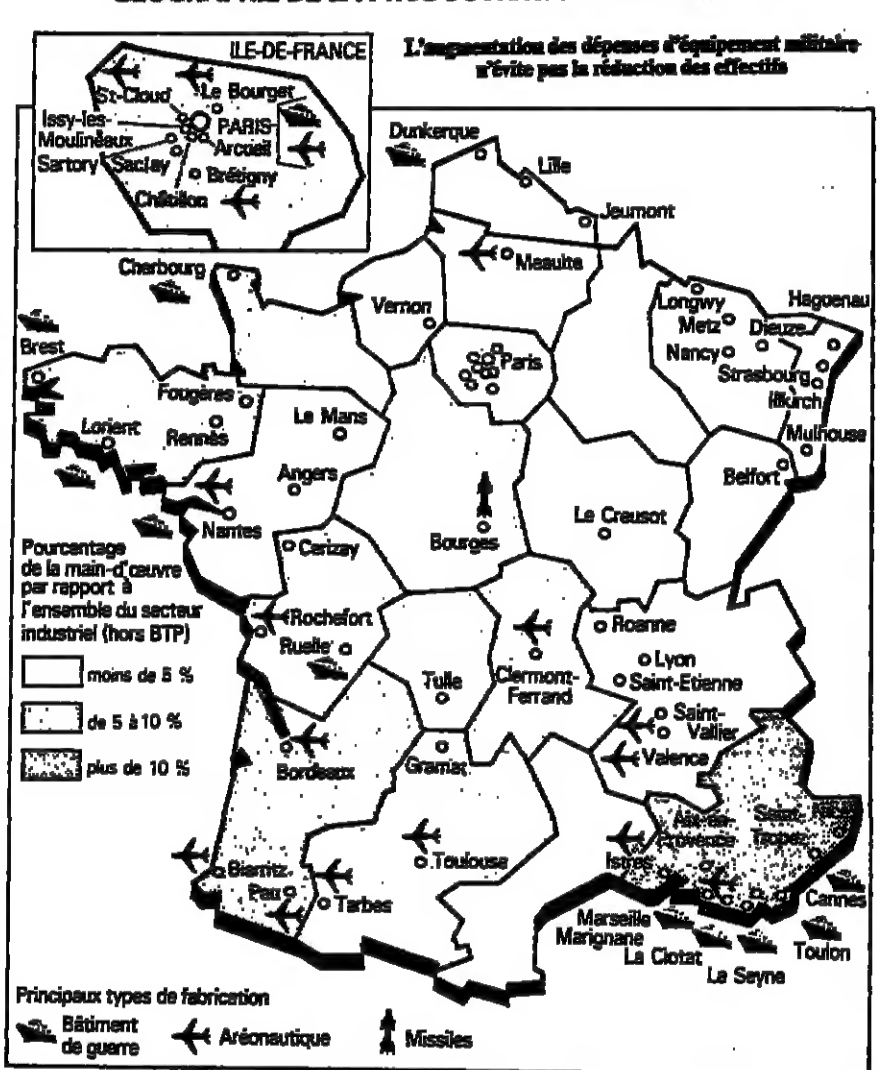 ILE-DE-FRANCE
L'augmentation des dépenses d'équipement militaire
n'évite pas la réduction des effectifs
St-Cloud
Le Bourget
Issy-les-
Moulineaux
PARIS
Arcueil
Sartory
Saclay
Brétigny
Châtillon
Dunkerque
Lille
Jeumont
Cherbourg
Meaulte
Vernon
Longwy
Haguenau
Metz
Dieuze
Brest
Nancy
Paris
Strasbourg
Illkirch
Fougères
Le Mans
Lorient
Rennes
Mulhouse
Angers
Belfort
Nantes
Bourges
Le Creusot
Cerizay
Pourcentage
de la main-d'œuvre
par rapport à
l'ensemble du secteur
industriel (hors BTP)
moins de 5 %
de 5 à 10 %
plus de 10 %
Rochefort
Ruelle
Roanne
Lyon
Saint-Etienne
Tulle
Clermont-
Ferrand
Saint-
Vallier
Bordeaux
Gramat
Valence
Aix-en-
Provence
Saint-
Tropez
Istres
Toulouse
Biarritz
Pau
Tarbes
Cannes
Marseille
Marignane
La Ciotat
La Seyne
Toulon
Principaux types de fabrication
Bâtiment
de guerre
Aréonautique
Missiles